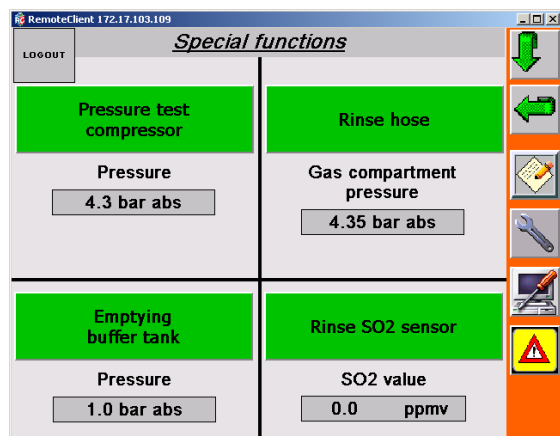 RemoteClient 172.17.103.109
LOGOUT
Special functions
Pressure test
compressor
Pressure
4.3 bar abs
Rinse hose
Gas compartment
pressure
4.35 bar abs
Emptying
buffer tank
Pressure
1.0 bar abs
Rinse SO2 sensor
SO2 value
0.0 ppmv